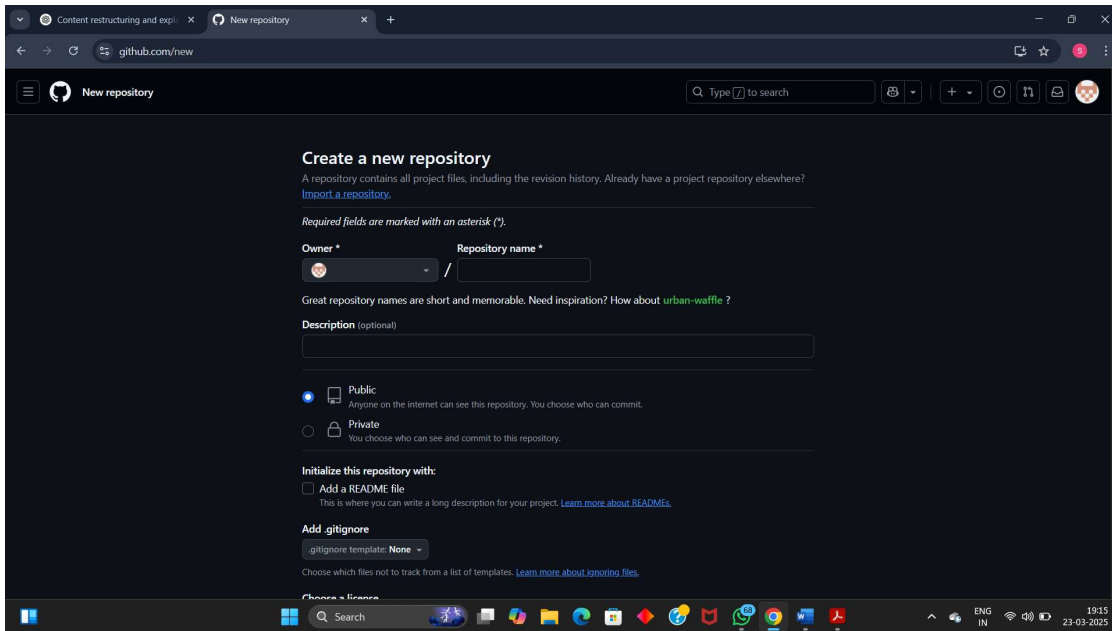 Content restructuring and expl
New repository
github.com/new
S
New repository
Type / to search
Create a new repository
A repository contains all project files, including the revision history. Already have a project repository elsewhere?
Import a repository.
Required fields are marked with an asterisk (*).
Owner * Repository name *
/
Great repository names are short and memorable. Need inspiration? How about urban-waffle ?
Description (optional)
Public
Anyone on the internet can see this repository. You choose who can commit.
Private
You choose who can see and commit to this repository.
Initialize this repository with:
Add a README file
This is where you can write a long description for your project. Learn more about READMEs.
Add .gitignore
.gitignore template: None
Choose which files not to track from a list of templates. Learn more about ignoring files.
Choose a license
Search
68
ENG
IN
19:15
23-03-2025